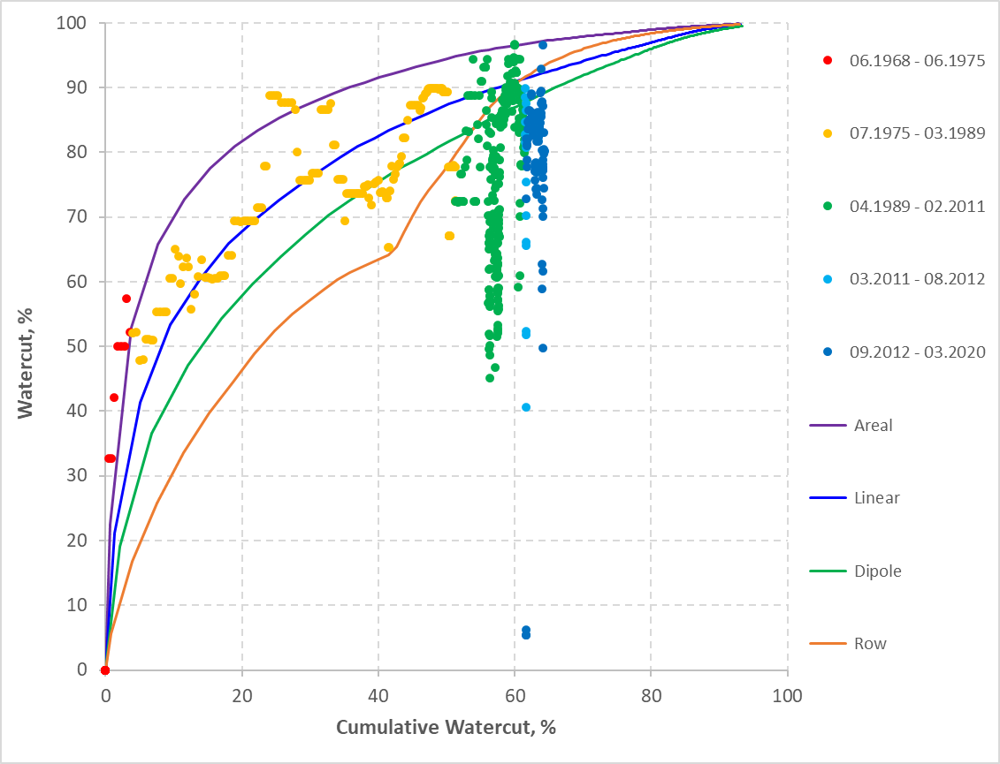 100
90
80
70
60
50
40
30
20
10
0
Watercut, %
0 20 40 60 80 100
Cumulative Watercut, %
06.1968 - 06.1975
07.1975 - 03.1989
04.1989 - 02.2011
03.2011 - 08.2012
09.2012 - 03.2020
Areal
Linear
Dipole
Row